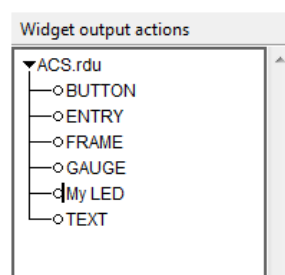 Widget output actions
ACS.rdu
BUTTON
ENTRY
FRAME
GAUGE
My LED
TEXT